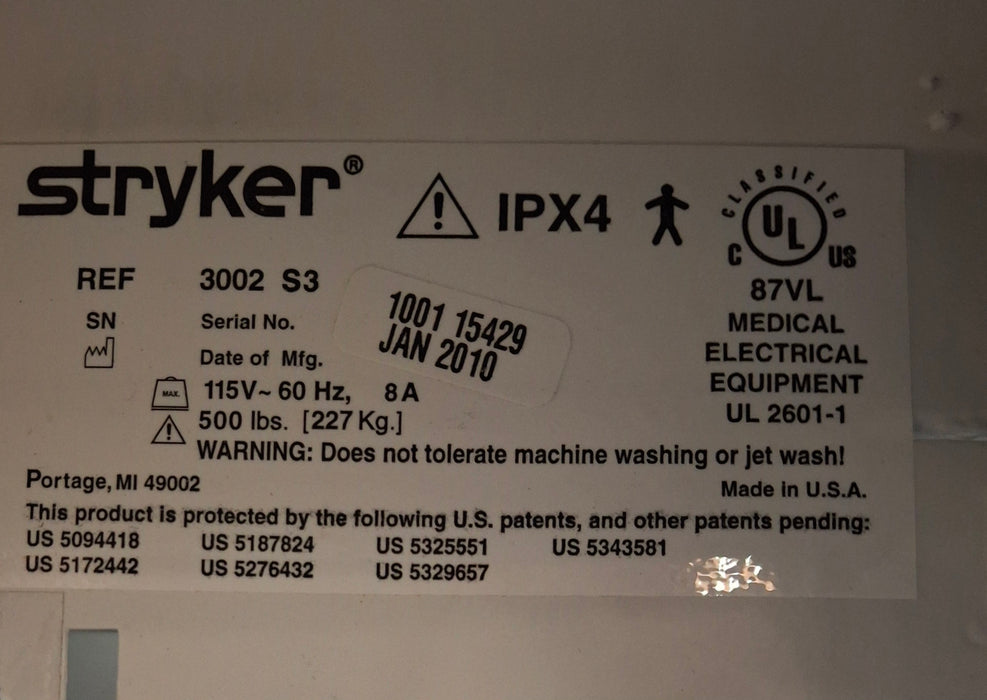 stryker®
IPX4
CLASSIFIED
C UL US
REF 3002 S3
87VL
MEDICAL
ELECTRICAL
EQUIPMENT
UL 2601-1
SN Serial No. 1001 15429
Date of Mfg. JAN 2010
115V~ 60 Hz, 8 A
MAX. 500 lbs. [227 Kg.]
WARNING: Does not tolerate machine washing or jet wash!
Portage, MI 49002
Made in U.S.A.
This product is protected by the following U.S. patents, and other patents pending:
US 5094418 US 5187824 US 5325551 US 5343581
US 5172442 US 5276432 US 5329657